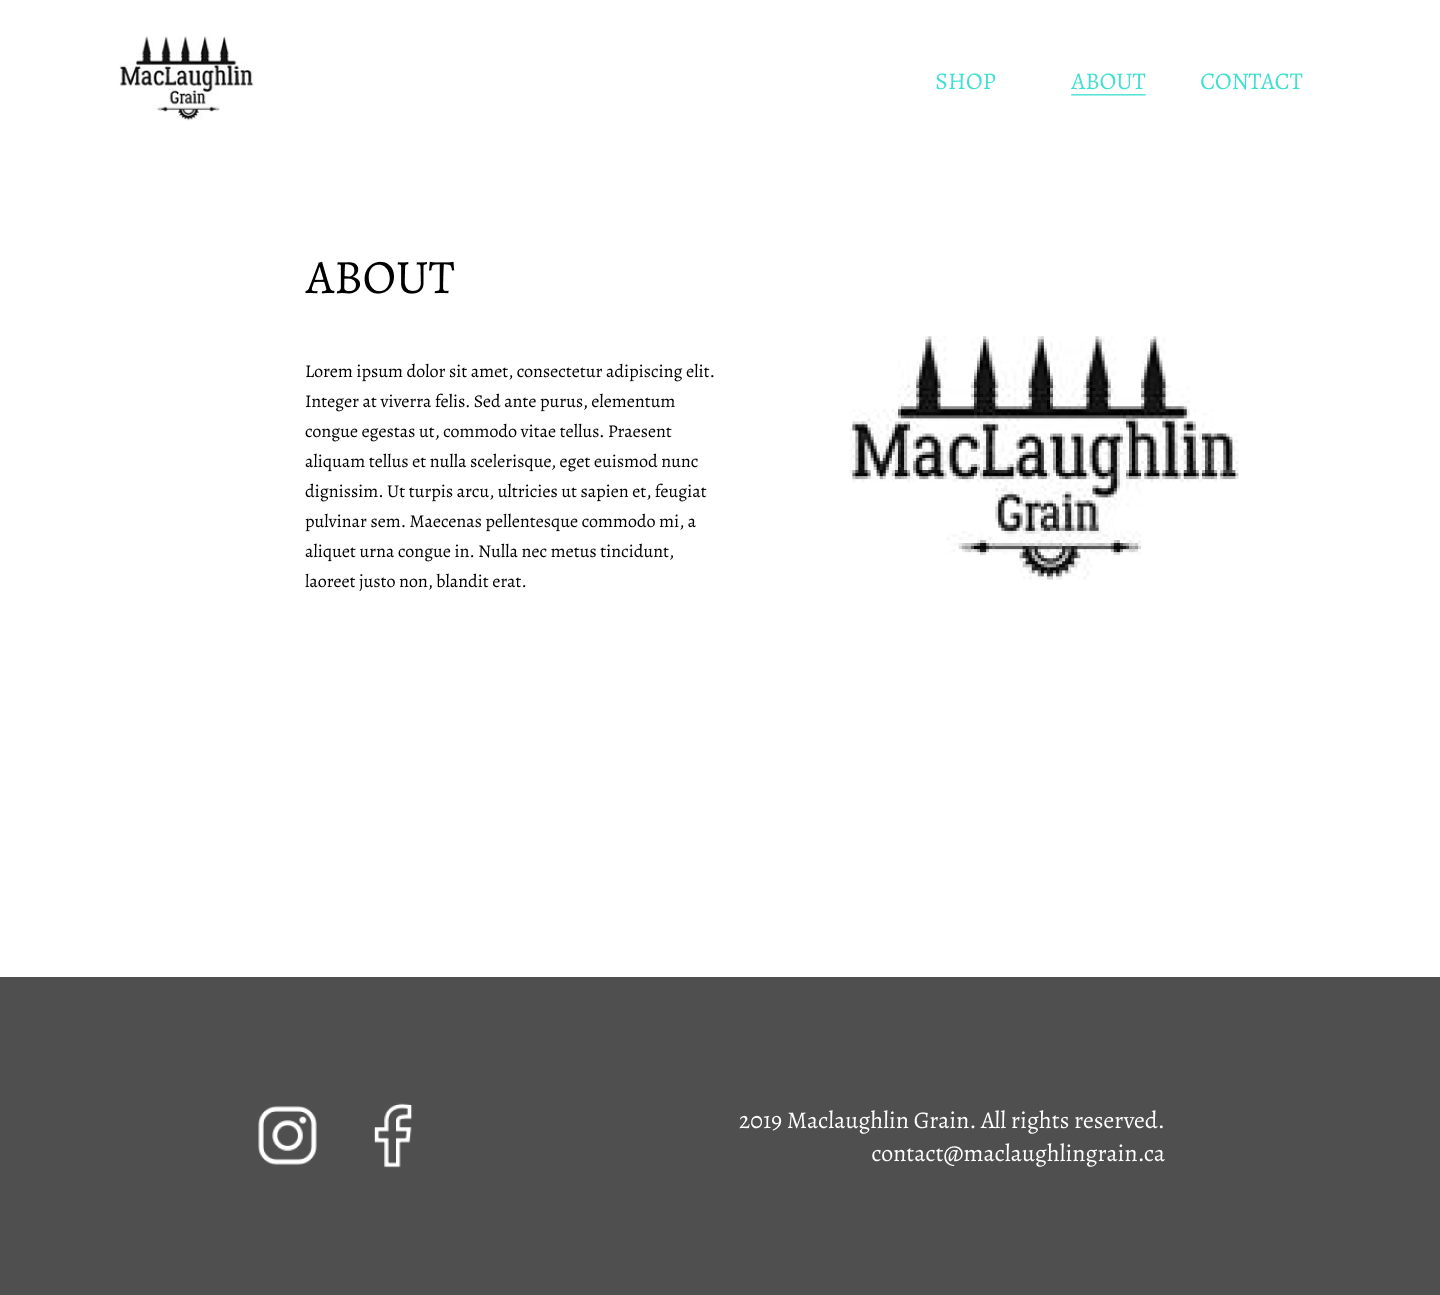 MacLaughlin
Grain
SHOP ABOUT CONTACT
ABOUT
Lorem ipsum dolor sit amet, consectetur adipiscing elit.
Integer at viverra felis. Sed ante purus, elementum
congue egestas ut, commodo vitae tellus. Praesent
aliquam tellus et nulla scelerisque, eget euismod nunc
dignissim. Ut turpis arcu, ultricies ut sapien et, feugiat
pulvinar sem. Maecenas pellentesque commodo mi, a
aliquet urna congue in. Nulla nec metus tincidunt,
laoreet justo non, blandit erat.
MacLaughlin
Grain
2019 Maclaughlin Grain. All rights reserved.
contact@maclaughlingrain.ca